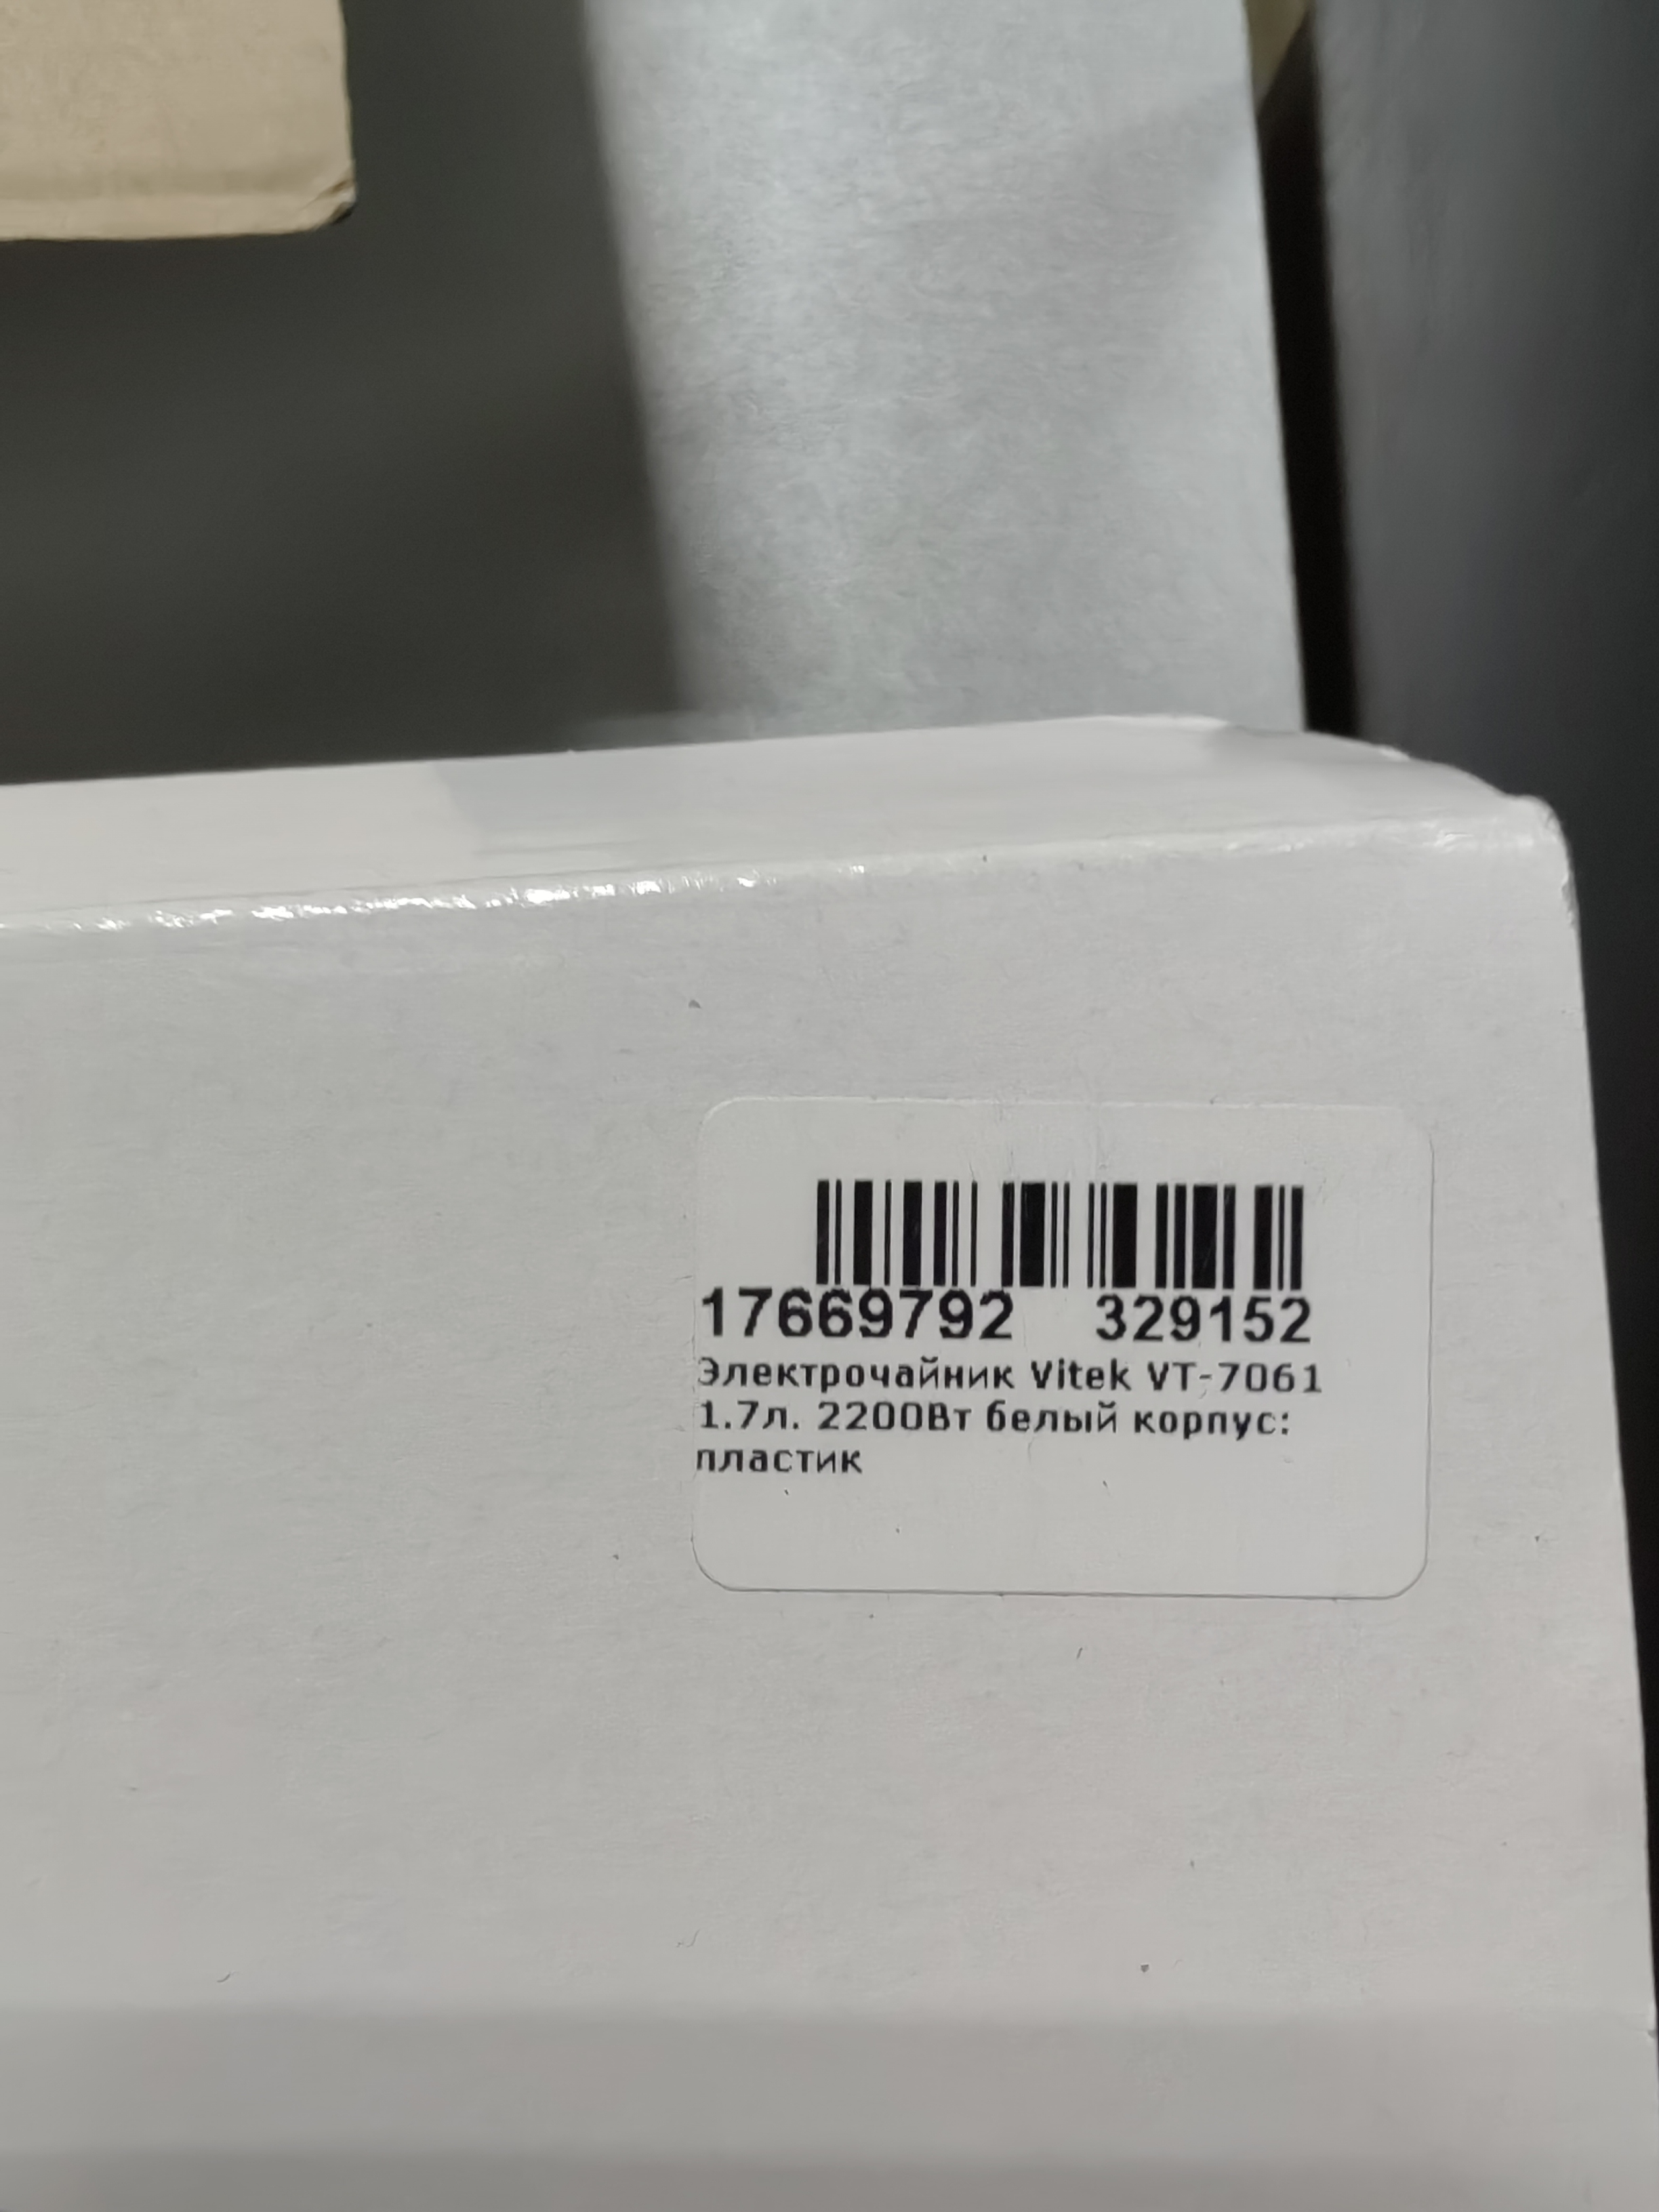 17669792 329152
Электрочайник Vitek VT-7061
1.7л. 2200Вт белый корпус:
пластик